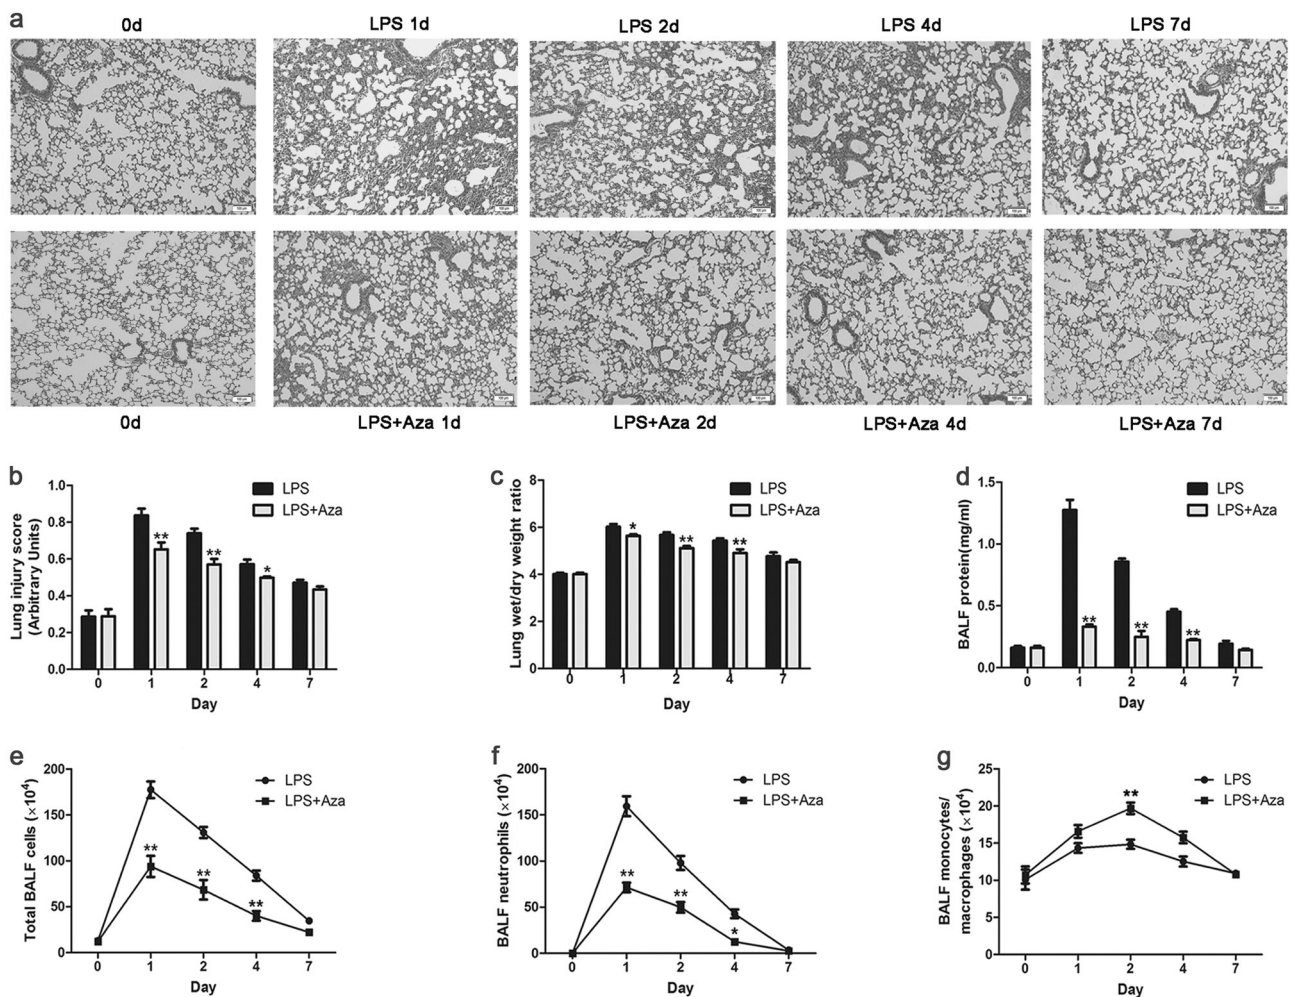 a
0d
LPS 1d
LPS 2d
LPS 4d
LPS 7d
0d
LPS+Aza 1d
LPS+Aza 2d
LPS+Aza 4d
LPS+Aza 7d
b
Lung injury score
(Arbitrary Units)
1.0
0.8
0.6
0.4
0.2
0.0
LPS
LPS+Aza
**
**
*
0 1 2 4 7
Day
c
Lung wet/dry weight ratio
8
6
4
2
0
LPS
LPS+Aza
*
**
**
0 1 2 4 7
Day
d
BALF protein(mg/ml)
1.5
1.0
0.5
0.0
LPS
LPS+Aza
**
**
**
0 1 2 4 7
Day
e
Total BALF cells (×10⁴)
200
150
100
50
0
LPS
LPS+Aza
**
**
**
0 1 2 4 7
Day
f
BALF neutrophils (×10⁴)
200
150
100
50
0
LPS
LPS+Aza
**
**
*
0 1 2 4 7
Day
g
BALF monocytes/
macrophages (×10⁴)
25
20
15
10
5
0
LPS
LPS+Aza
**
0 1 2 4 7
Day